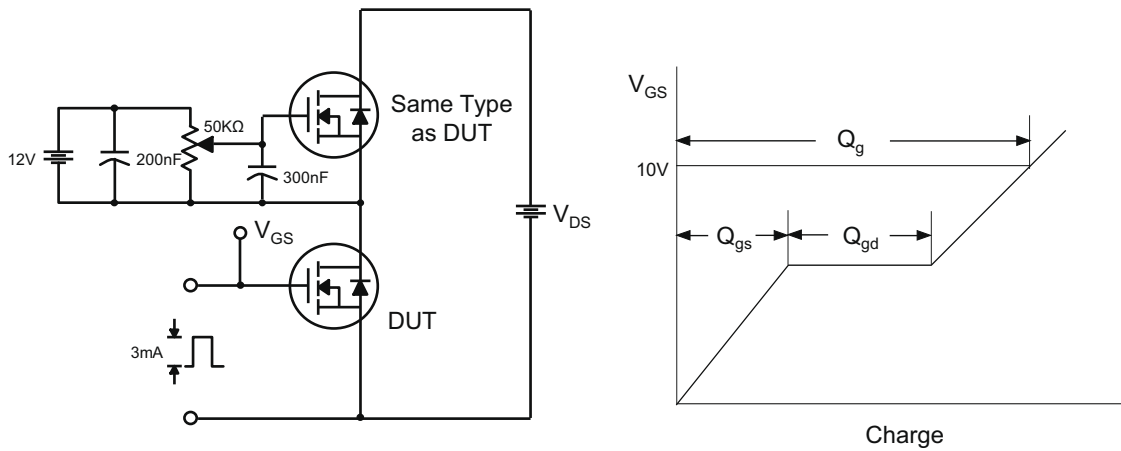 Same Type
as DUT
50KΩ
12V
200nF
300nF
V_GS
V_DS
DUT
3mA
V_GS
Q_g
10V
Q_gs
Q_gd
Charge